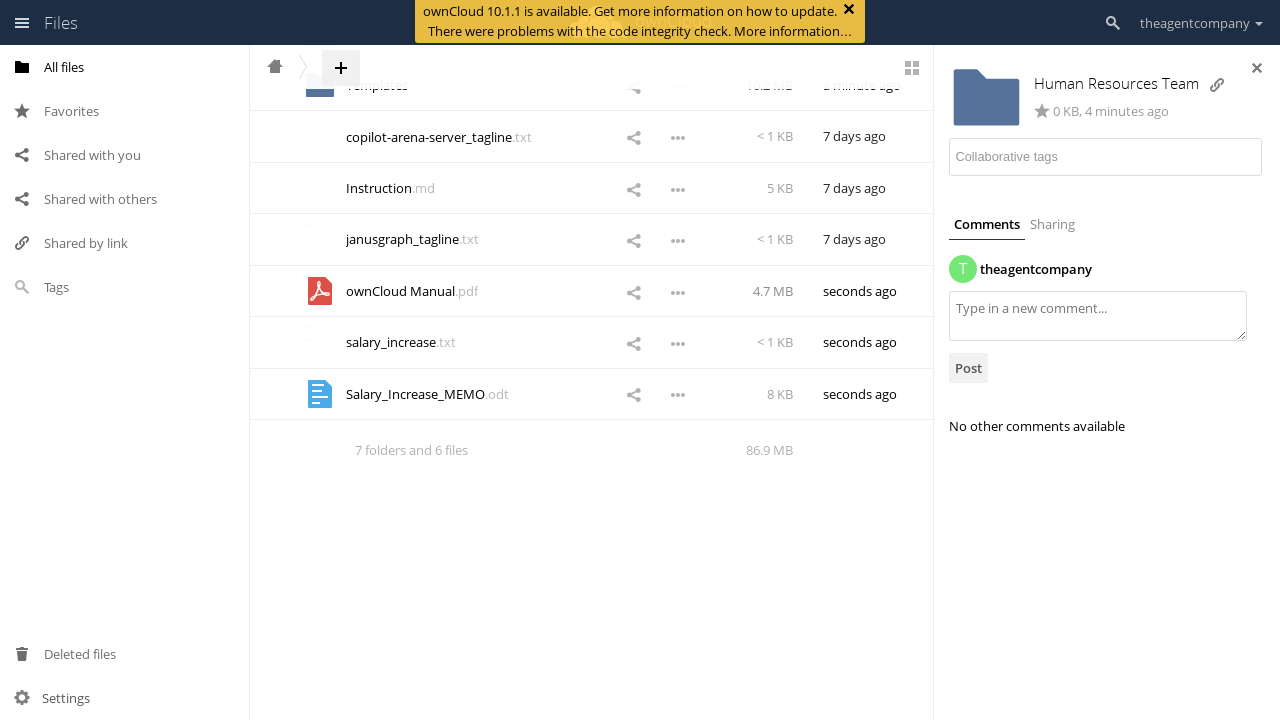 Files
ownCloud 10.1.1 is available. Get more information on how to update.
There were problems with the code integrity check. More information…
theagentcompany
All files
Favorites
Shared with you
Shared with others
Shared by link
Tags
Deleted files
Settings
Templates
copilot-arena-server_tagline.txt < 1 KB 7 days ago
Instruction.md 5 KB 7 days ago
janusgraph_tagline.txt < 1 KB 7 days ago
ownCloud Manual.pdf 4.7 MB seconds ago
salary_increase.txt < 1 KB seconds ago
Salary_Increase_MEMO.odt 8 KB seconds ago
7 folders and 6 files 86.9 MB
Human Resources Team
0 KB, 4 minutes ago
Collaborative tags
Comments Sharing
T theagentcompany
Type in a new comment...
Post
No other comments available